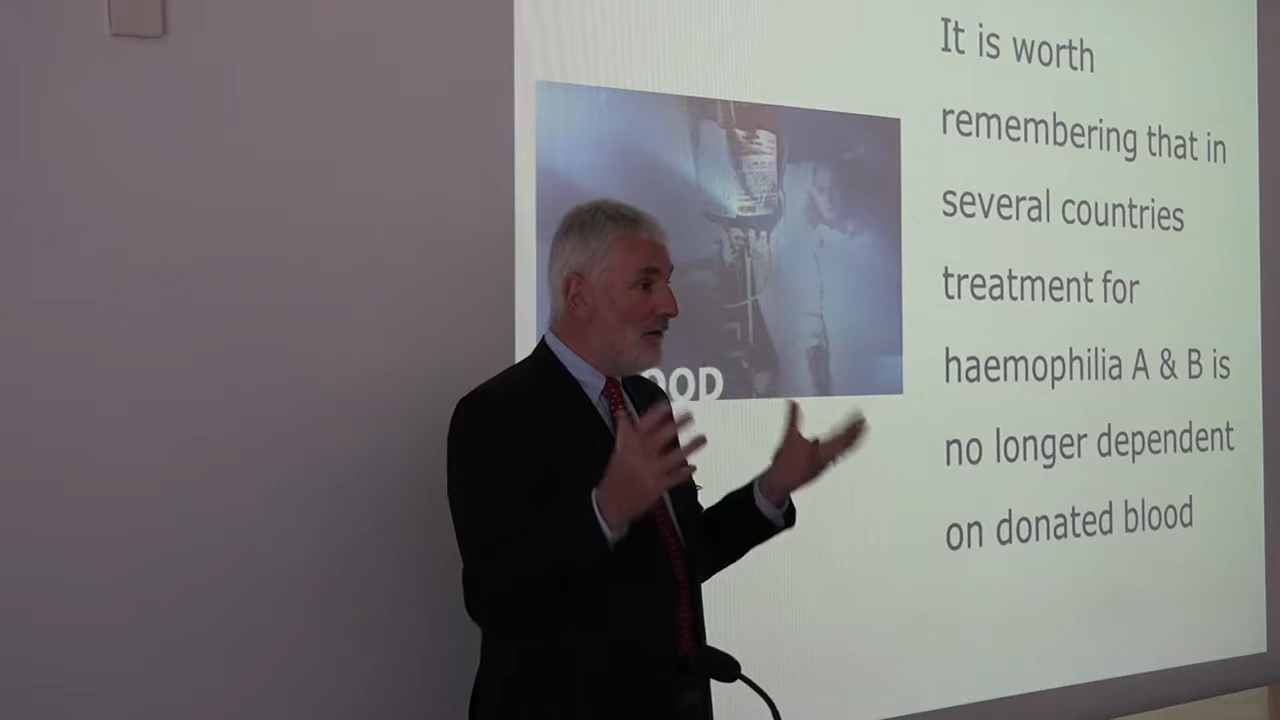 It is worth
remembering that in
several countries
treatment for
haemophilia A & B is
no longer dependent
on donated blood